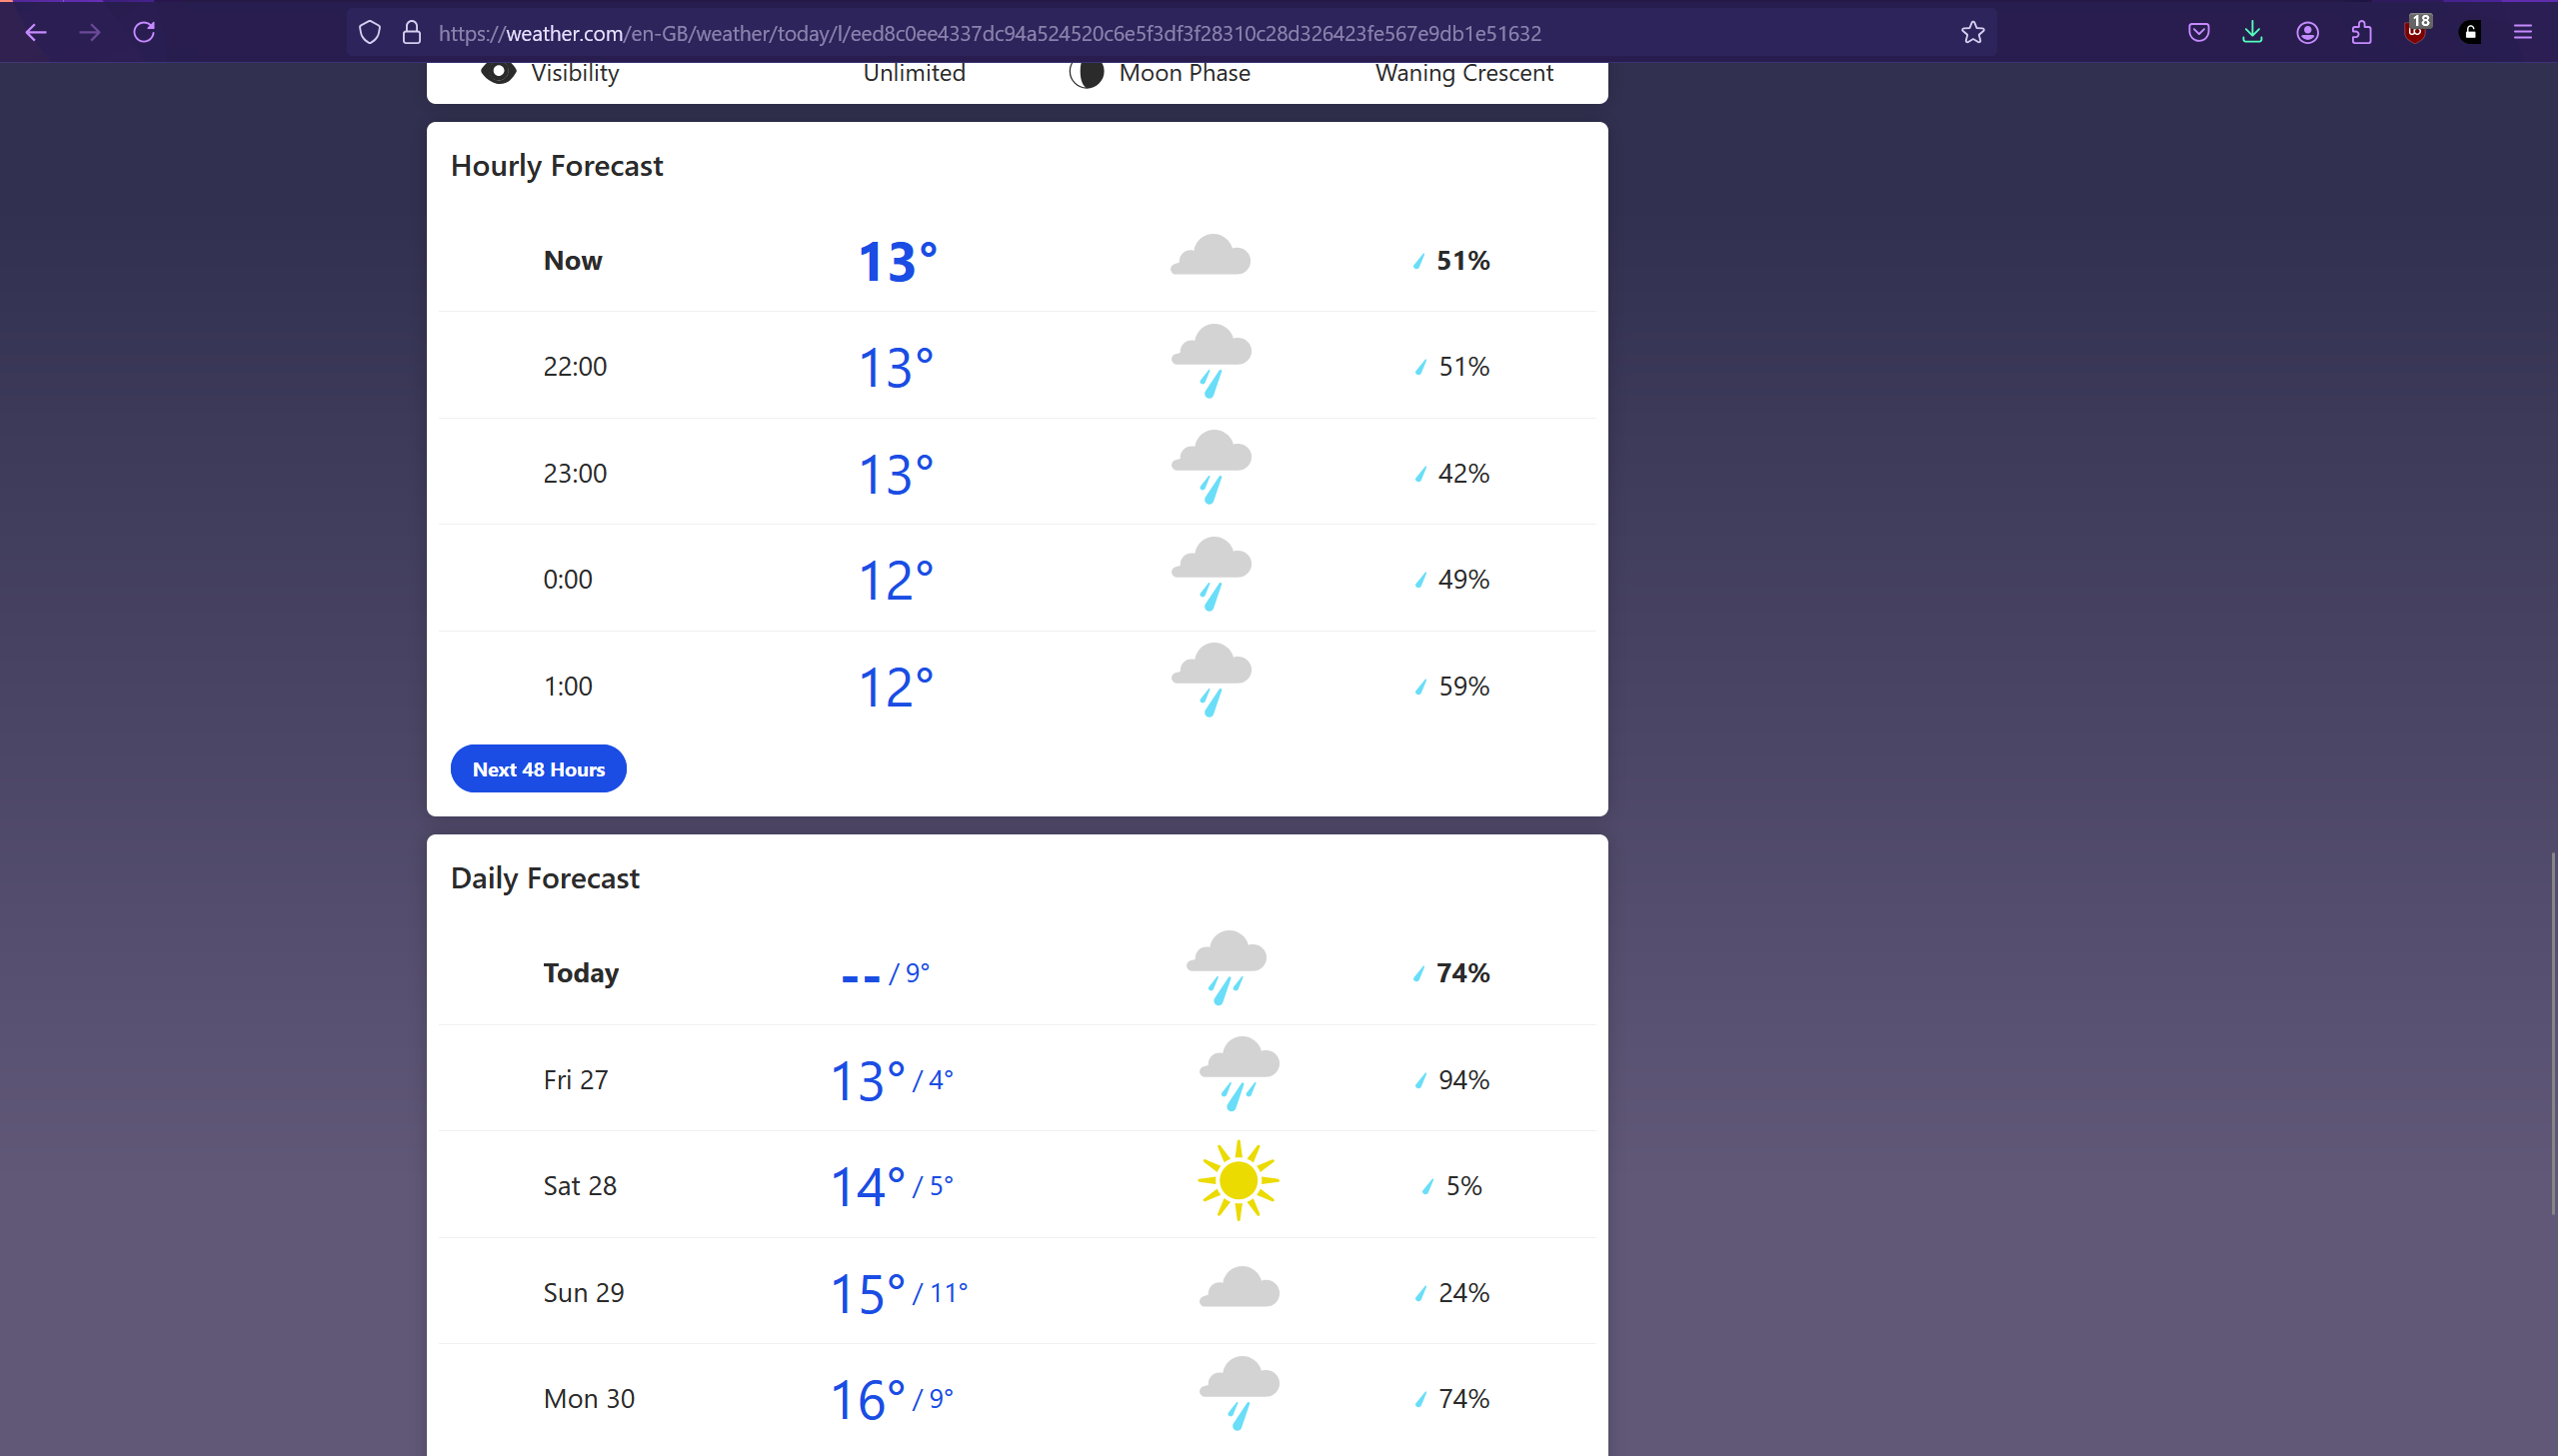 https://weather.com/en-GB/weather/today/l/eed8c0ee4337dc94a524520c6e5f3df3f28310c28d326423fe567e9db1e51632
18
Visibility Unlimited Moon Phase Waning Crescent
Hourly Forecast
Now 13° 51%
22:00 13° 51%
23:00 13° 42%
0:00 12° 49%
1:00 12° 59%
Next 48 Hours
Daily Forecast
Today -- / 9° 74%
Fri 27 13° / 4° 94%
Sat 28 14° / 5° 5%
Sun 29 15° / 11° 24%
Mon 30 16° / 9° 74%